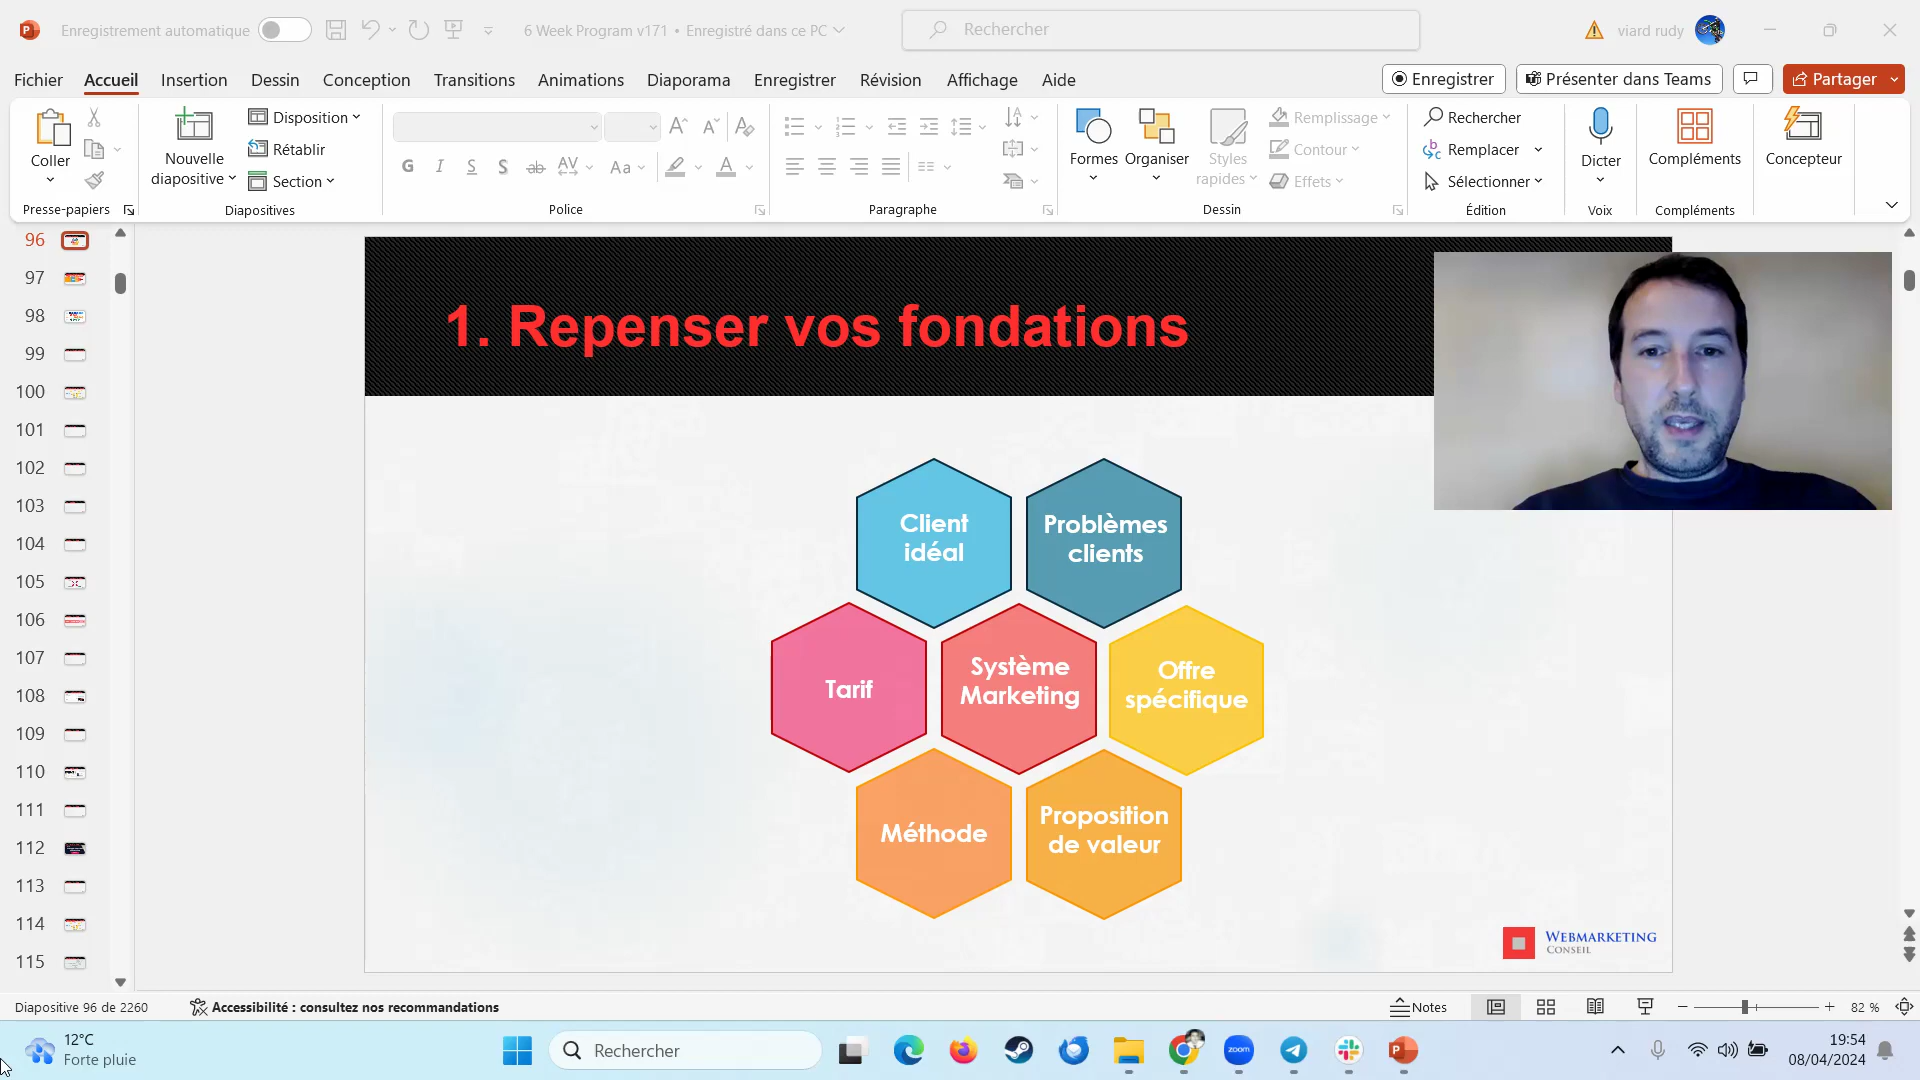 Enregistrement automatique
6 Week Program v171 • Enregistré dans ce PC
Rechercher
viard rudy
Fichier
Accueil
Insertion
Dessin
Conception
Transitions
Animations
Diaporama
Enregistrer
Révision
Affichage
Aide
Enregistrer
Présenter dans Teams
Partager
Coller
Nouvelle
diapositive
Disposition
Rétablir
Section
G I S S ab AV Aa A
Formes
Organiser
Styles
rapides
Remplissage
Contour
Effets
Rechercher
Remplacer
Sélectionner
Dicter
Compléments
Concepteur
Presse-papiers
Diapositives
Police
Paragraphe
Dessin
Édition
Voix
Compléments
96
97
98
99
100
101
102
103
104
105
106
107
108
109
110
111
112
113
114
115
1. Repenser vos fondations
Client
idéal
Problèmes
clients
Tarif
Système
Marketing
Offre
spécifique
Méthode
Proposition
de valeur
WEBMARKETING
CONSEIL
Diapositive 96 de 2260
Accessibilité : consultez nos recommandations
Notes
82 %
12°C
Forte pluie
Rechercher
zoom
19:54
08/04/2024